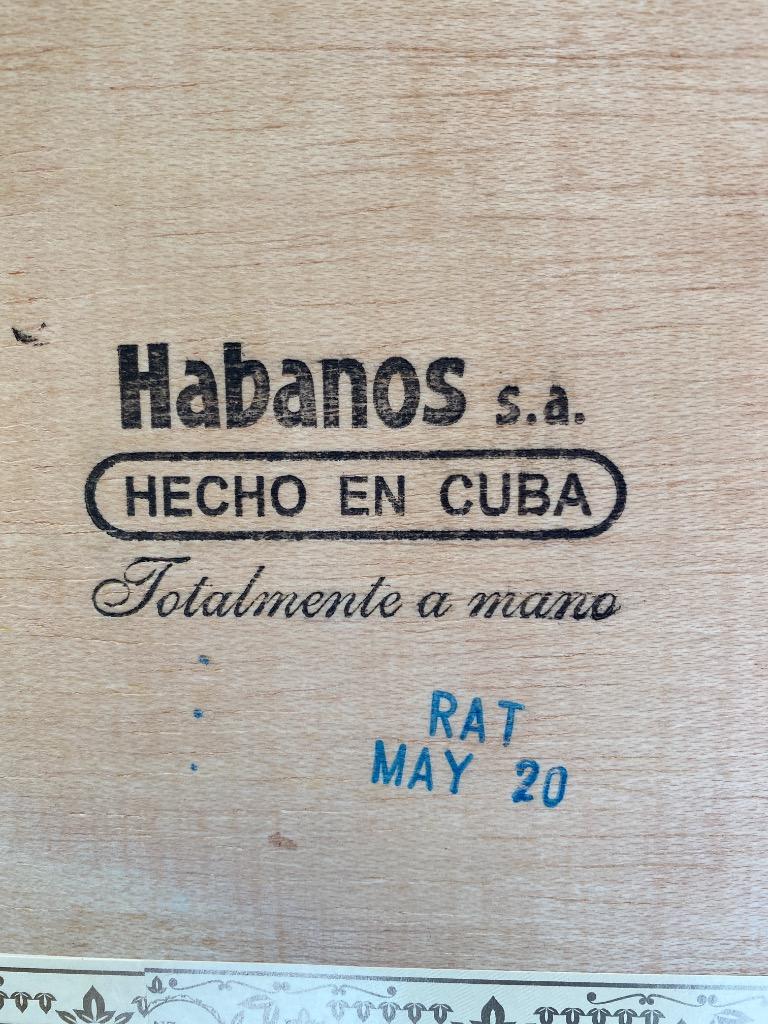 Habanos s.a.
HECHO EN CUBA
Totalmente a mano
RAT
MAY 20